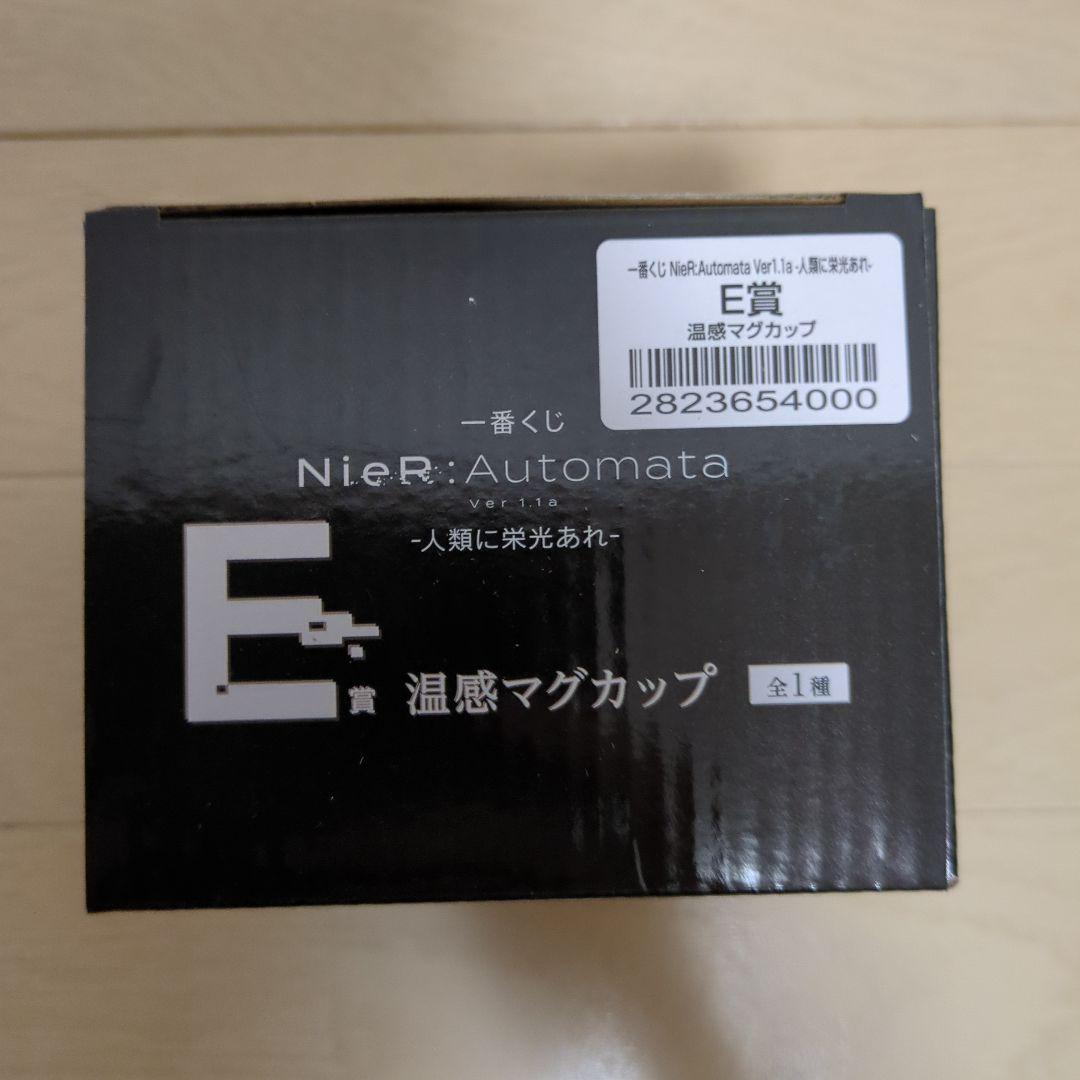 一番くじ NieR:Automata Ver1.1a -人類に栄光あれ-
E賞
温感マグカップ
2823654000
一番くじ
NieR:Automata
Ver 1.1a
-人類に栄光あれ-
E賞 温感マグカップ 全1種